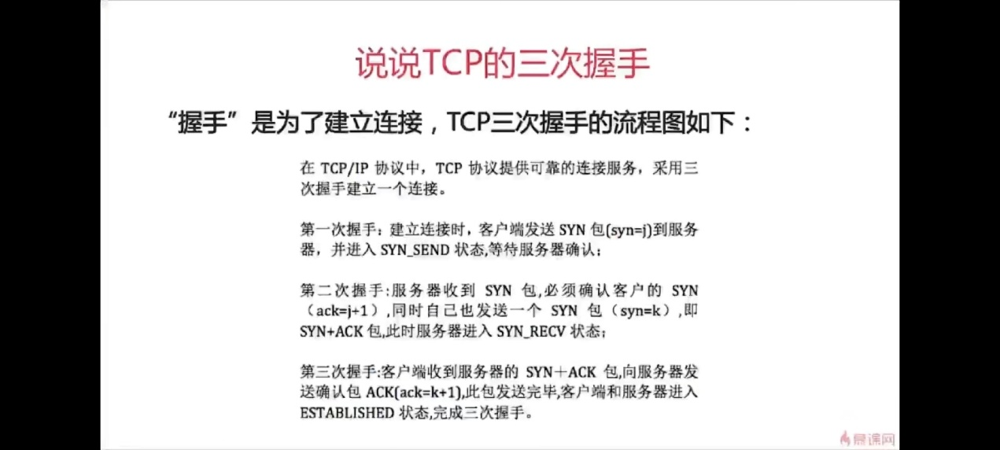 说说TCP的三次握手
“握手”是为了建立连接，TCP三次握手的流程图如下：
在 TCP/IP 协议中，TCP 协议提供可靠的连接服务，采用三
次握手建立一个连接。
第一次握手：建立连接时，客户端发送 SYN 包(syn=j)到服务
器，并进入 SYN_SEND 状态,等待服务器确认；
第二次握手:服务器收到 SYN 包,必须确认客户的 SYN
（ack=j+1）,同时自己也发送一个 SYN 包（syn=k）,即
SYN+ACK 包,此时服务器进入 SYN_RECV 状态；
第三次握手:客户端收到服务器的 SYN＋ACK 包,向服务器发
送确认包 ACK(ack=k+1),此包发送完毕,客户端和服务器进入
ESTABLISHED 状态,完成三次握手。
慕课网